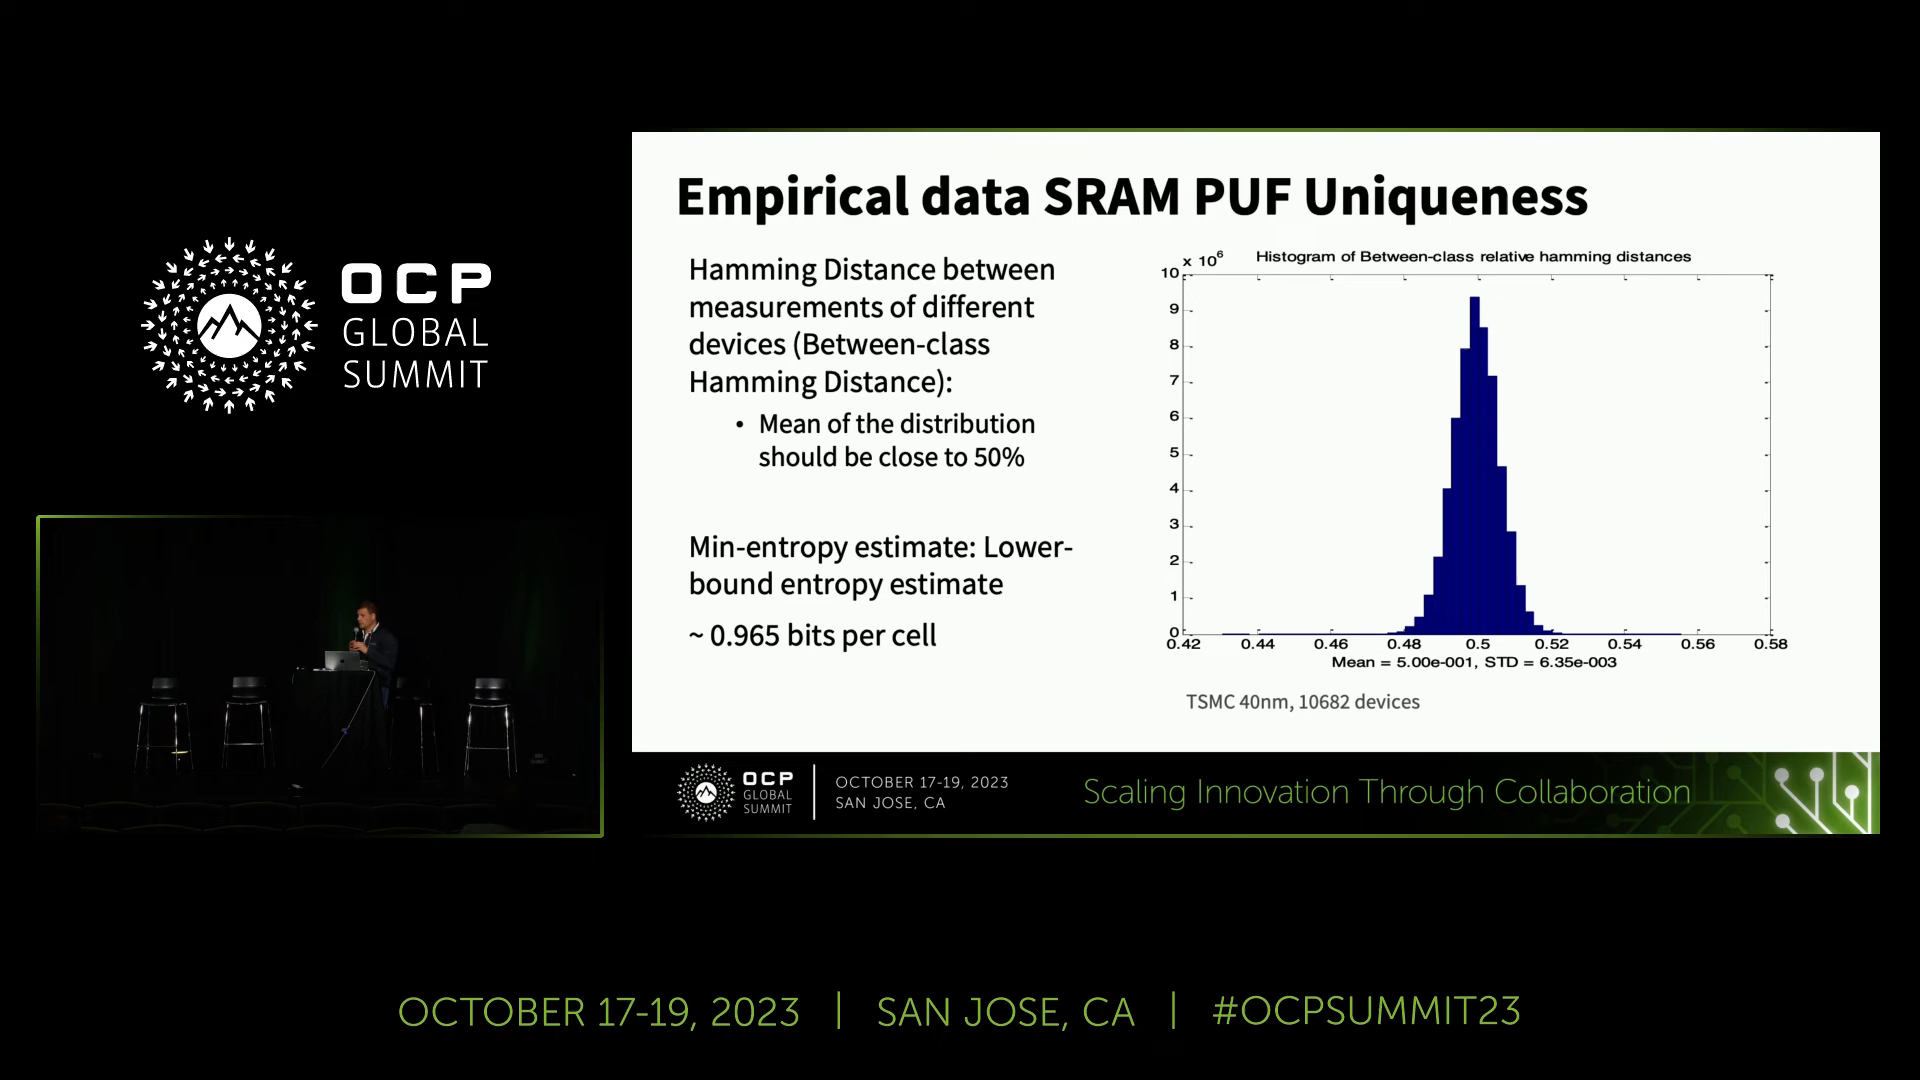 OCP
GLOBAL
SUMMIT
Empirical data SRAM PUF Uniqueness
Hamming Distance between
measurements of different
devices (Between-class
Hamming Distance):
• Mean of the distribution
should be close to 50%
Min-entropy estimate: Lower-
bound entropy estimate
~ 0.965 bits per cell
x 10^6
Histogram of Between-class relative hamming distances
10
9
8
7
6
5
4
3
2
1
0
0.42 0.44 0.46 0.48 0.5 0.52 0.54 0.56 0.58
Mean = 5.00e-001, STD = 6.35e-003
TSMC 40nm, 10682 devices
OCP
GLOBAL
SUMMIT
OCTOBER 17-19, 2023
SAN JOSE, CA
Scaling Innovation Through Collaboration
OCTOBER 17-19, 2023 | SAN JOSE, CA | #OCPSUMMIT23